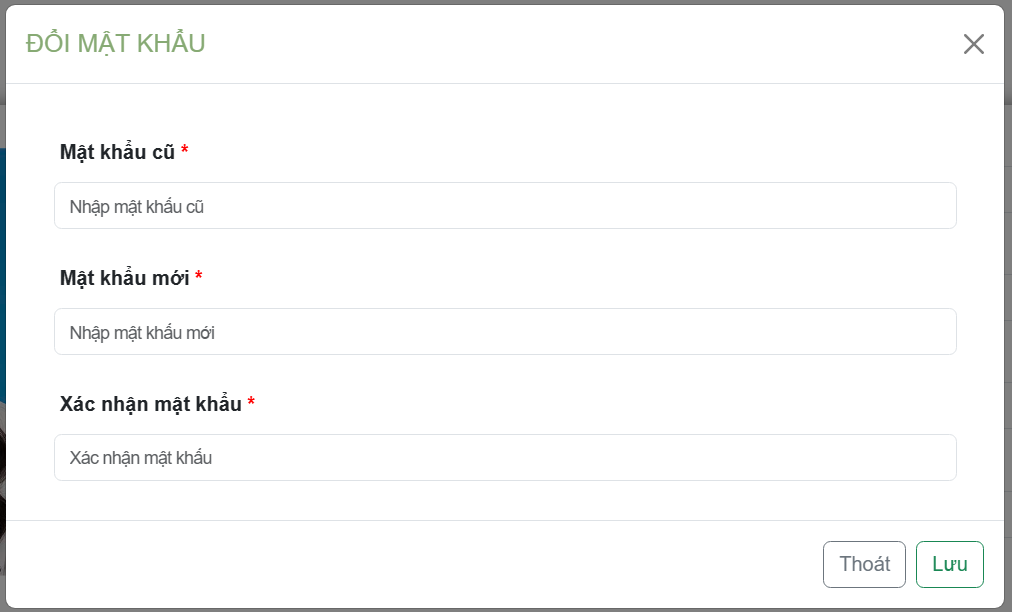 ĐỔI MẬT KHẨU
Mật khẩu cũ *
Nhập mật khẩu cũ
Mật khẩu mới *
Nhập mật khẩu mới
Xác nhận mật khẩu *
Xác nhận mật khẩu
Thoát Lưu